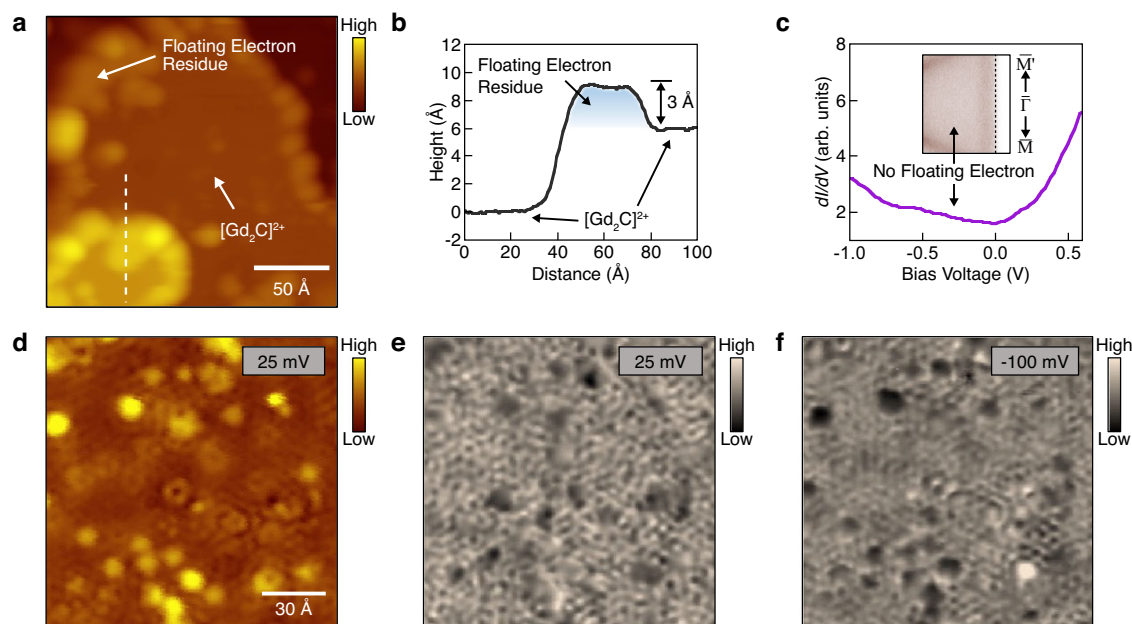 a
Floating Electron
Residue
[Gd₂C]²⁺
50 Å
High
Low
b
12
10
8
6
4
2
0
-2
Height (Å)
Floating Electron
Residue
3 Å
[Gd₂C]²⁺
0 20 40 60 80 100
Distance (Å)
c
dI/dV (arb. units)
6
4
2
M̅'
Γ̅
M̅
No Floating Electron
-1.0 -0.5 0.0 0.5
Bias Voltage (V)
d
25 mV
30 Å
High
Low
e
25 mV
High
Low
f
-100 mV
High
Low